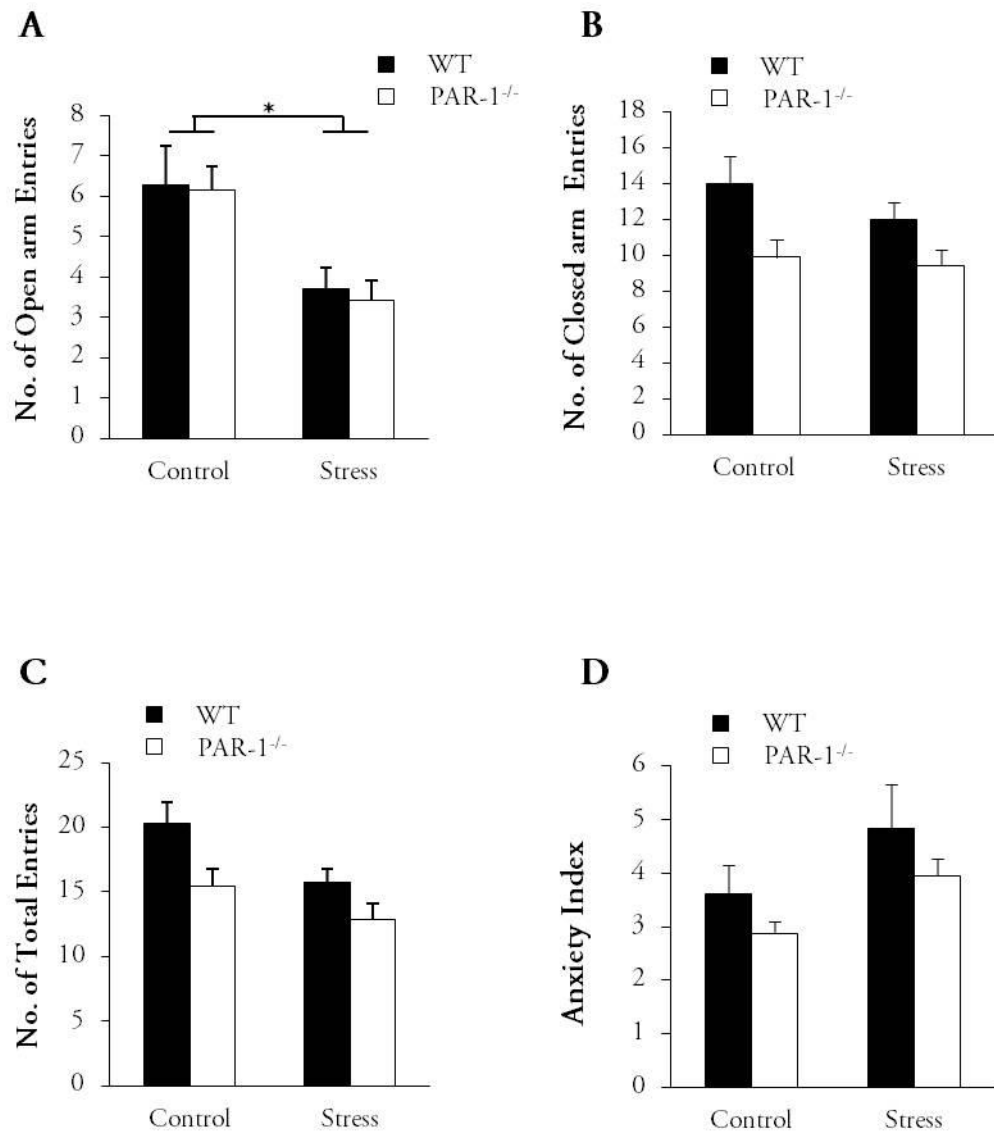 A
WT
PAR-1-/-
*
No. of Open arm Entries
8
7
6
5
4
3
2
1
0
Control Stress
B
WT
PAR-1-/-
No. of Closed arm Entries
18
16
14
12
10
8
6
4
2
0
Control Stress
C
WT
PAR-1-/-
No. of Total Entries
25
20
15
10
5
0
Control Stress
D
WT
PAR-1-/-
Anxiety Index
6
5
4
3
2
1
0
Control Stress